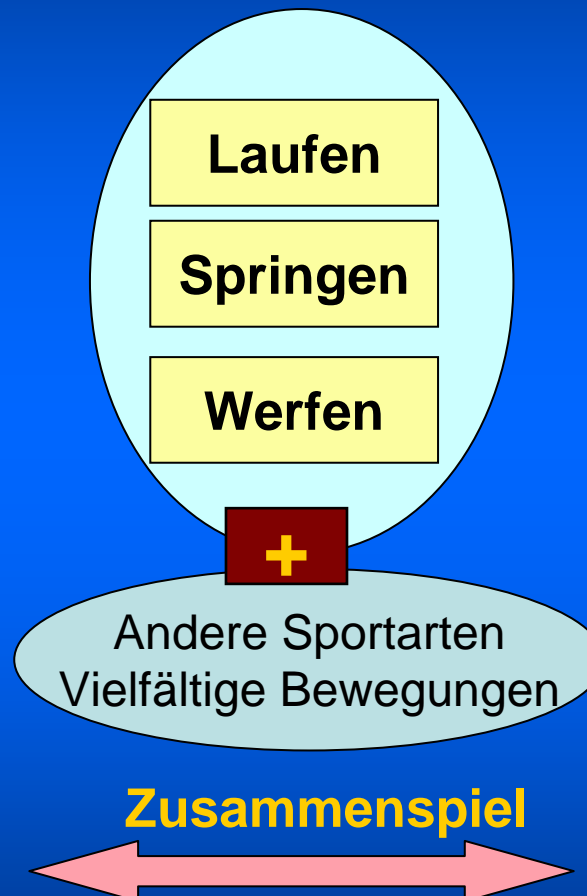 Laufen
Springen
Werfen
+
Andere Sportarten
Vielfältige Bewegungen
Zusammenspiel